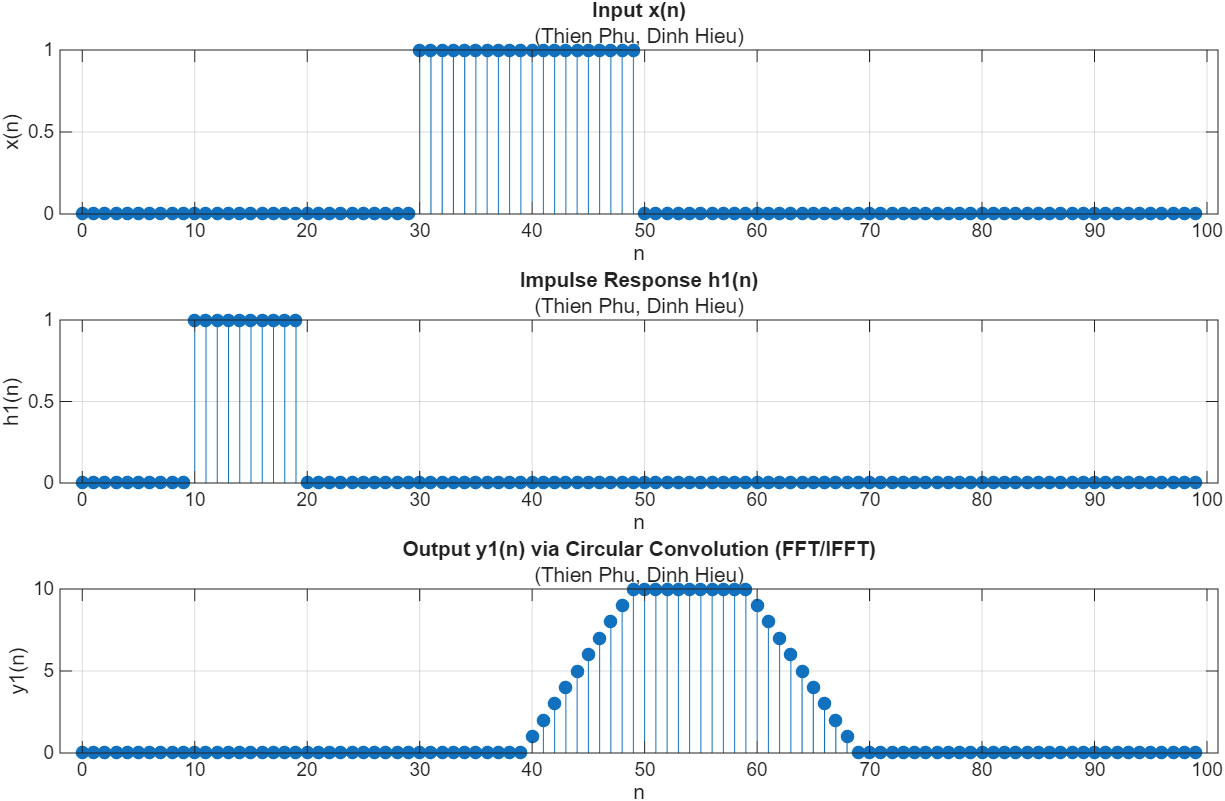 Input x(n)
(Thien Phu, Dinh Hieu)
1
0.5
0
x(n)
0 10 20 30 40 50 60 70 80 90 100
n
Impulse Response h1(n)
(Thien Phu, Dinh Hieu)
1
0.5
0
h1(n)
0 10 20 30 40 50 60 70 80 90 100
n
Output y1(n) via Circular Convolution (FFT/IFFT)
(Thien Phu, Dinh Hieu)
10
5
0
y1(n)
0 10 20 30 40 50 60 70 80 90 100
n